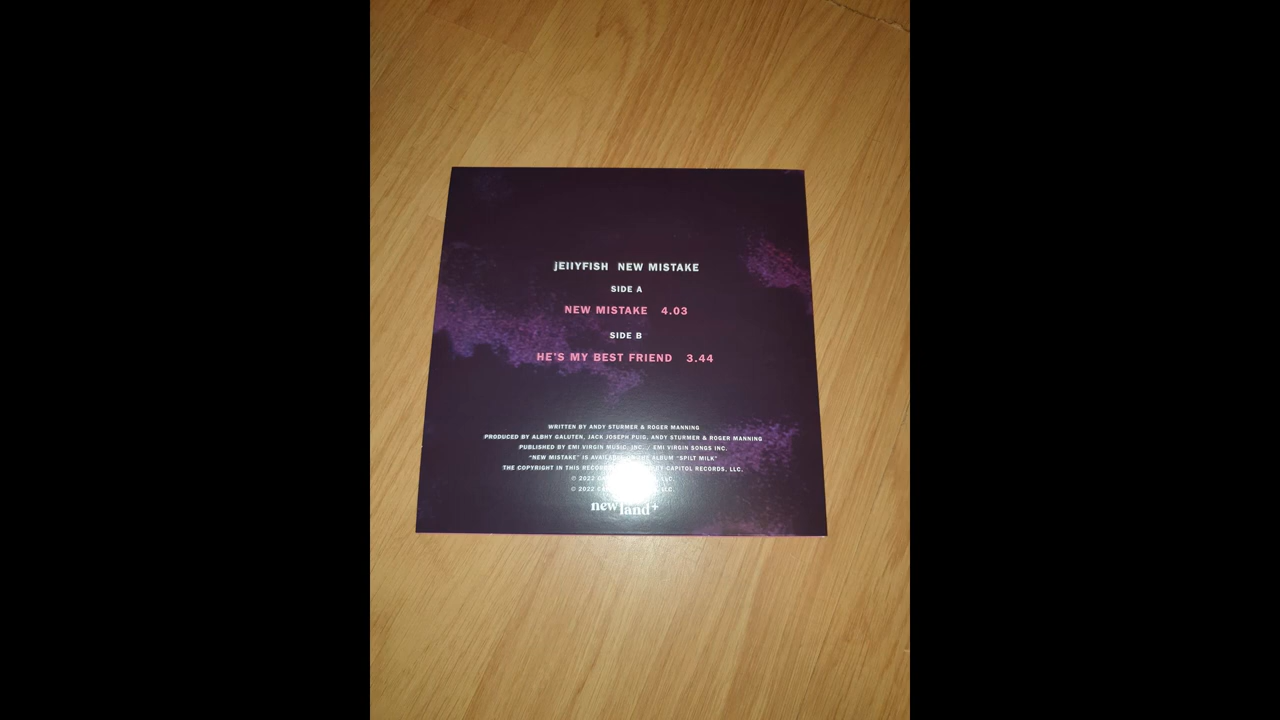 jEllYFISH NEW MISTAKE
SIDE A
NEW MISTAKE 4.03
SIDE B
HE'S MY BEST FRIEND 3.44
WRITTEN BY ANDY STURMER & ROGER MANNING
PRODUCED BY ALBHY GALUTEN, JACK JOSEPH PUIG, ANDY STURMER & ROGER MANNING
PUBLISHED BY EMI VIRGIN MUSIC, INC. / EMI VIRGIN SONGS INC.
"NEW MISTAKE" IS ALBUM "SPILT MILK"
THE COPYRIGHT IN THIS BY CAPITOL RECORDS, LLC.
© 2022 LLC.
© 2022 LLC.
new land+